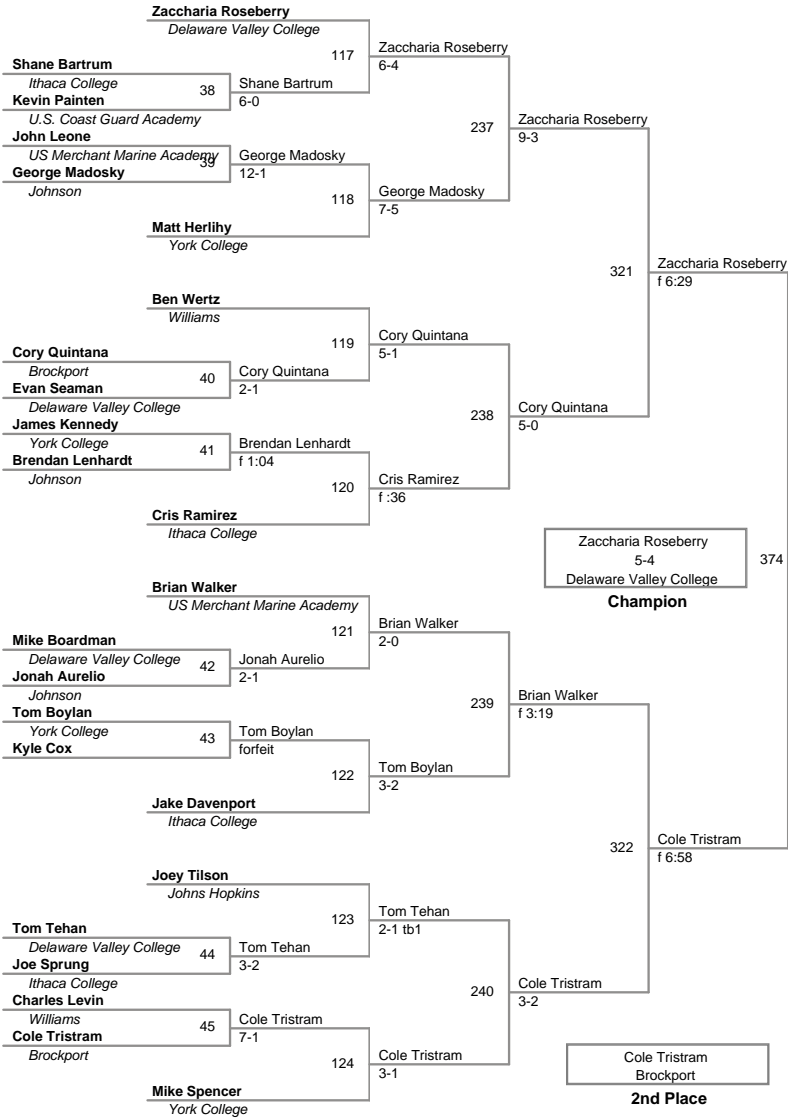 Zaccharia Roseberry
Delaware Valley College
117
Zaccharia Roseberry
6-4
Shane Bartrum
Ithaca College
38
Shane Bartrum
6-0
Kevin Painten
U.S. Coast Guard Academy
237
Zaccharia Roseberry
9-3
John Leone
US Merchant Marine Academy
39
George Madosky
12-1
George Madosky
Johnson
118
George Madosky
7-5
Matt Herlihy
York College
321
Zaccharia Roseberry
f 6:29
Ben Wertz
Williams
119
Cory Quintana
5-1
Cory Quintana
Brockport
40
Cory Quintana
2-1
Evan Seaman
Delaware Valley College
238
Cory Quintana
5-0
James Kennedy
York College
41
Brendan Lenhardt
f 1:04
Brendan Lenhardt
Johnson
120
Cris Ramirez
f :36
Cris Ramirez
Ithaca College
Zaccharia Roseberry
5-4
Delaware Valley College
374
Champion
Brian Walker
US Merchant Marine Academy
121
Brian Walker
2-0
Mike Boardman
Delaware Valley College
42
Jonah Aurelio
2-1
Jonah Aurelio
Johnson
239
Brian Walker
f 3:19
Tom Boylan
York College
43
Tom Boylan
forfeit
Kyle Cox
122
Tom Boylan
3-2
Jake Davenport
Ithaca College
322
Cole Tristram
f 6:58
Joey Tilson
Johns Hopkins
123
Tom Tehan
2-1 tb1
Tom Tehan
Delaware Valley College
44
Tom Tehan
3-2
Joe Sprung
Ithaca College
240
Cole Tristram
3-2
Charles Levin
Williams
45
Cole Tristram
7-1
Cole Tristram
Brockport
124
Cole Tristram
3-1
Mike Spencer
York College
Cole Tristram
Brockport
2nd Place